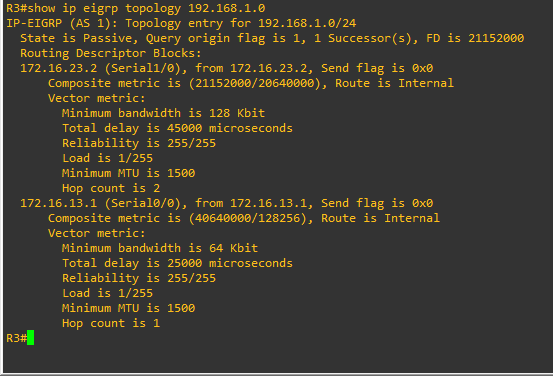 R3#show ip eigrp topology 192.168.1.0
IP-EIGRP (AS 1): Topology entry for 192.168.1.0/24
  State is Passive, Query origin flag is 1, 1 Successor(s), FD is 21152000
  Routing Descriptor Blocks:
  172.16.23.2 (Serial1/0), from 172.16.23.2, Send flag is 0x0
      Composite metric is (21152000/20640000), Route is Internal
      Vector metric:
        Minimum bandwidth is 128 Kbit
        Total delay is 45000 microseconds
        Reliability is 255/255
        Load is 1/255
        Minimum MTU is 1500
        Hop count is 2
  172.16.13.1 (Serial0/0), from 172.16.13.1, Send flag is 0x0
      Composite metric is (40640000/128256), Route is Internal
      Vector metric:
        Minimum bandwidth is 64 Kbit
        Total delay is 25000 microseconds
        Reliability is 255/255
        Load is 1/255
        Minimum MTU is 1500
        Hop count is 1
R3#